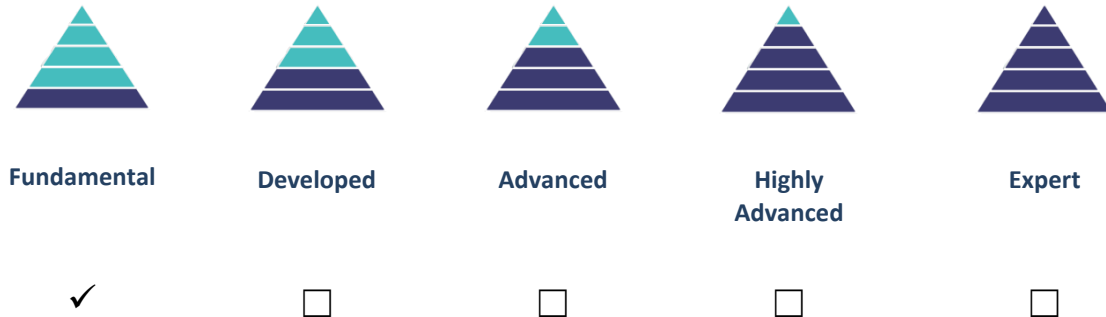 Fundamental
Developed
Advanced
Highly
Advanced
Expert
✓ ☐ ☐ ☐ ☐